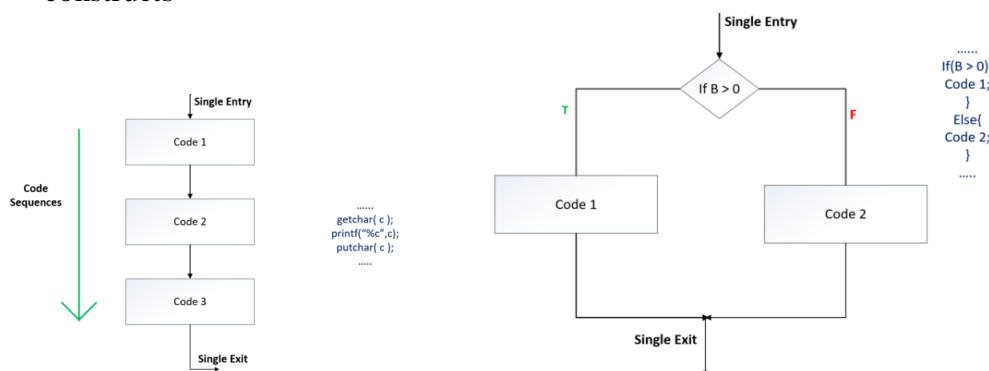 constructs
Single Entry
Code 1
Code
Sequences
Code 2
Code 3
Single Exit
......
getchar( c );
printf("%c",c);
putchar( c );
.....
Single Entry
If B > 0
T
F
Code 1
Code 2
Single Exit
......
If(B > 0)
Code 1;
}
Else{
Code 2;
}
.....